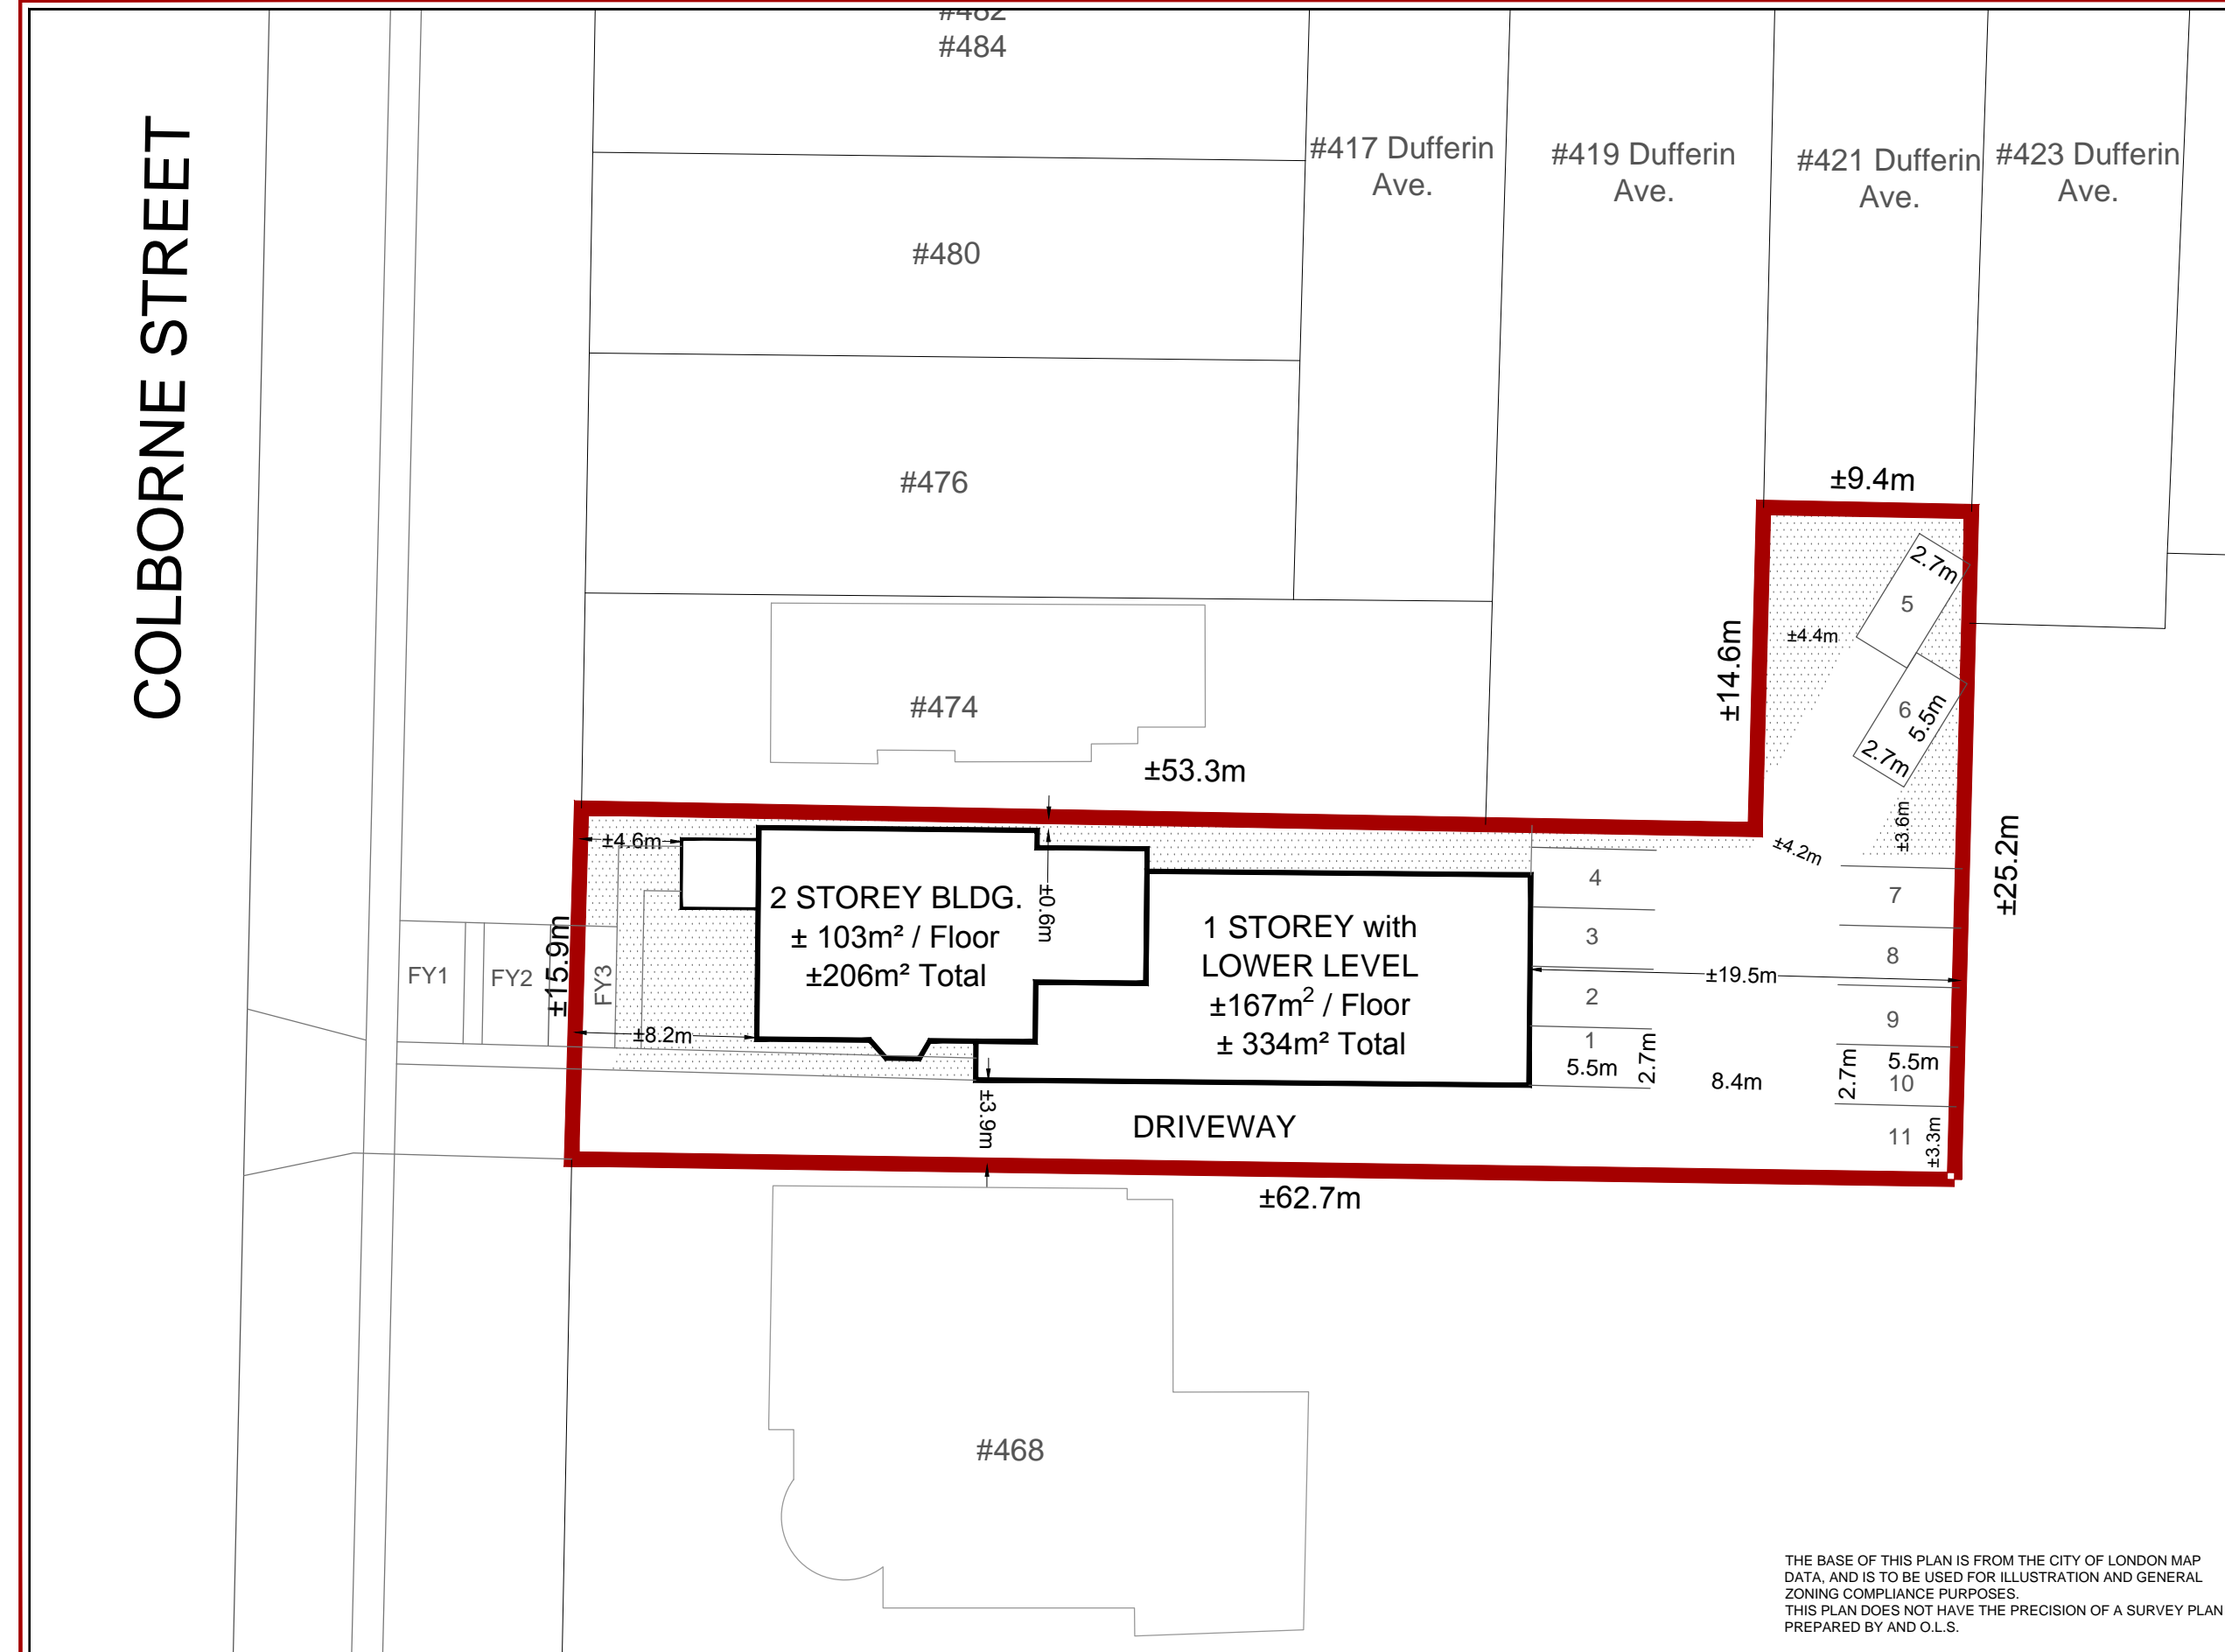 #482
#484
COLBORNE STREET
#417 Dufferin
Ave.
#419 Dufferin
Ave.
#421 Dufferin
Ave.
#423 Dufferin
Ave.
#480
#476
±9.4m
2.7m
5
±4.4m
±14.6m
#474
6
5.5m
2.7m
±53.3m
±3.6m
±4.2m
±25.2m
±4.6m
2 STOREY BLDG.
± 103m² / Floor
±206m² Total
±0.6m
1 STOREY with
LOWER LEVEL
±167m² / Floor
± 334m² Total
4
3
2
1
5.5m
2.7m
±19.5m
8.4m
7
8
9
2.7m
5.5m
10
11
±3.3m
FY1
FY2
±15.9m
FY3
±8.2m
±3.9m
DRIVEWAY
±62.7m
#468
THE BASE OF THIS PLAN IS FROM THE CITY OF LONDON MAP
DATA, AND IS TO BE USED FOR ILLUSTRATION AND GENERAL
ZONING COMPLIANCE PURPOSES.
THIS PLAN DOES NOT HAVE THE PRECISION OF A SURVEY PLAN
PREPARED BY AND O.L.S.